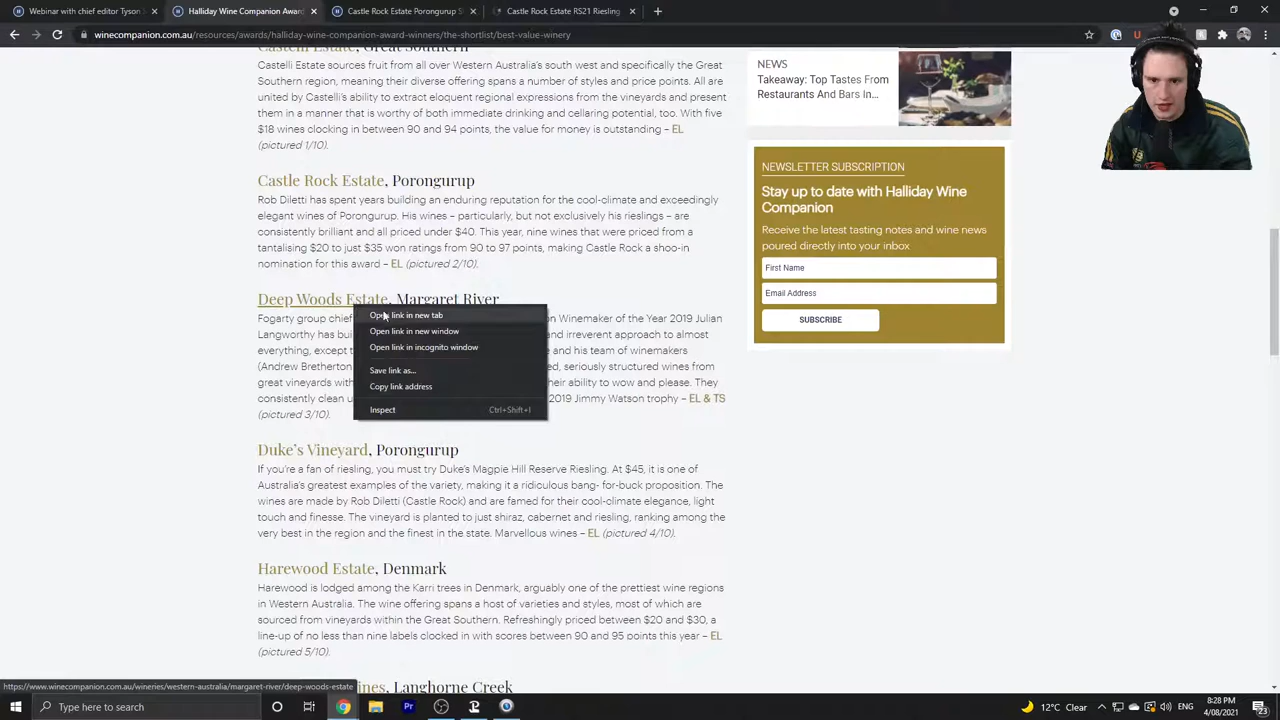 Webinar with chef editor Tyson
Halliday Wine Companion Award
Castle Rock Estate Porongurup S
Castle Rock Estate RS21 Riesling
winecompanion.com.au/resources/awards/halliday-wine-companion-award-winners/the-shortlist/best-value-winery
Castelli Estate, Great Southern
Castelli Estate sources fruit from all over Western Australia's south west and specifically the Great
Southern region, meaning their diverse offering spans a number of styles and price points. All are
united by Castelli's ability to extract eloquent regional expressions from the vineyards and present
them in a manner that is worthy of both immediate drinking and cellaring potential, too. With five
$18 wines clocking in between 90 and 94 points, the value for money is outstanding – EL
(pictured 1/10).
Castle Rock Estate, Porongurup
Rob Diletti has spent years building an enduring reputation for the cool-climate and exceedingly
elegant wines of Porongurup. His wines – particularly, but not exclusively his rieslings – are
consistently brilliant and all priced under $40. This year, nine wines that were priced from a
tantalising $20 to just $35 won ratings from 90 to 97 points, making Castle Rock a shoo-in
nomination for this award – EL (pictured 2/10).
Deep Woods Estate, Margaret River
Fogarty group chief on Winemaker of the Year 2019 Julian
Langworthy has buil and irreverent approach to almost
everything, except t e and his team of winemakers
(Andrew Bretherton ed, seriously structured wines from
great vineyards with heir ability to wow and please. They
consistently clean u 2019 Jimmy Watson trophy – EL & TS
(pictured 3/10).
Open link in new tab
Open link in new window
Open link in incognito window
Save link as...
Copy link address
Inspect Ctrl+Shift+I
Duke's Vineyard, Porongurup
If you're a fan of riesling, you must try Duke's Magpie Hill Reserve Riesling. At $45, it is one of
Australia's greatest examples of the variety, making it a ridiculous bang- for-buck proposition. The
wines are made by Rob Diletti (Castle Rock) and are famed for their cool-climate elegance, light
touch and finesse. The vineyard is planted to just shiraz, cabernet and riesling, ranking among the
very best in the region and the finest in the state. Marvellous wines – EL (pictured 4/10).
Harewood Estate, Denmark
Harewood is lodged among the Karri trees in Denmark, arguably one of the prettiest wine regions
in Western Australia. The wine offering spans a host of varieties and styles, most of which are
sourced from vineyards within the Great Southern. Refreshingly priced between $20 and $30, a
line-up of no less than nine labels clocked in with scores between 90 and 95 points this year – EL
(pictured 5/10).
ines, Langhorne Creek
NEWS
Takeaway: Top Tastes From
Restaurants And Bars In...
NEWSLETTER SUBSCRIPTION
Stay up to date with Halliday Wine
Companion
Receive the latest tasting notes and wine news
poured directly into your inbox
First Name
Email Address
SUBSCRIBE
https://www.winecompanion.com.au/wineries/western-australia/margaret-river/deep-woods-estate
Type here to search
Pr
12°C Clear
8:28 PM
4/08/2021
23